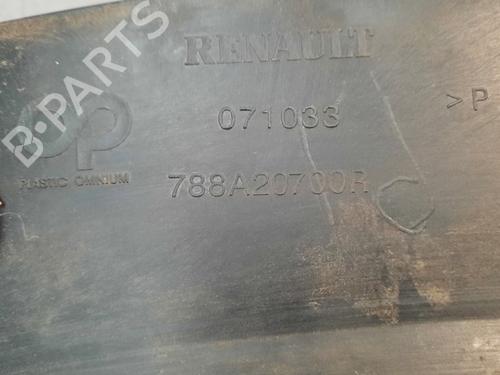 B-PARTS
RENAULT
071033
>P
PLASTIC OMNIUM
788A20700R
C